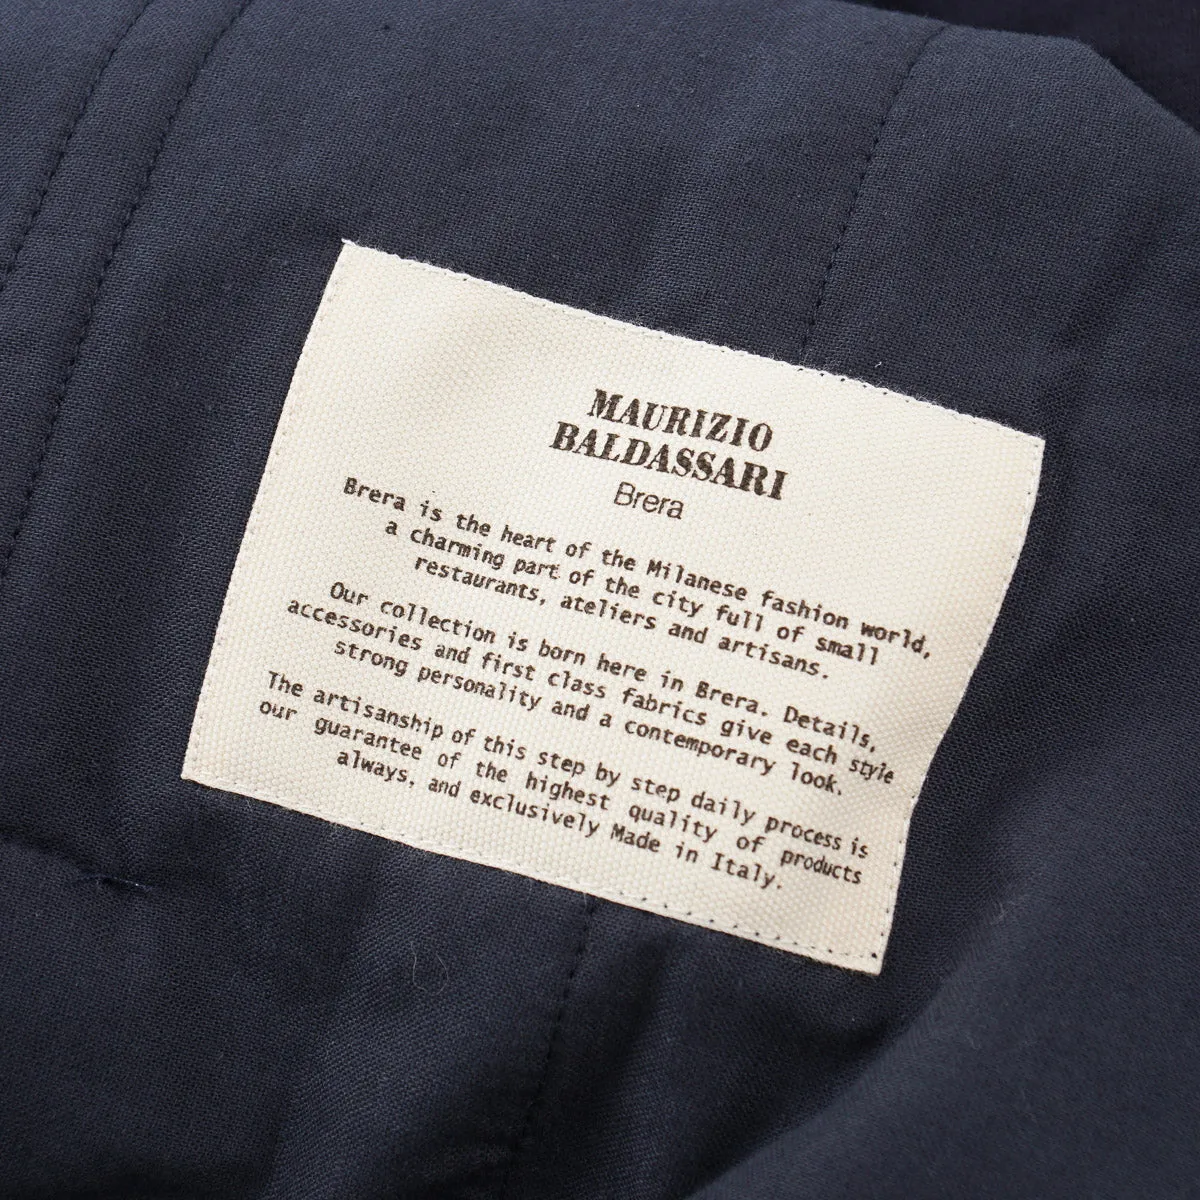 MAURIZIO
BALDASSARI
Brera
Brera is the heart of the Milanese fashion world,
a charming part of the city full of small
restaurants, ateliers and artisans.
Our collection is born here in Brera. Details,
accessories and first class fabrics give each style
strong personality and a contemporary look.
The artisanship of this step by step daily process is
our guarantee of the highest quality of products
always, and exclusively Made in Italy.